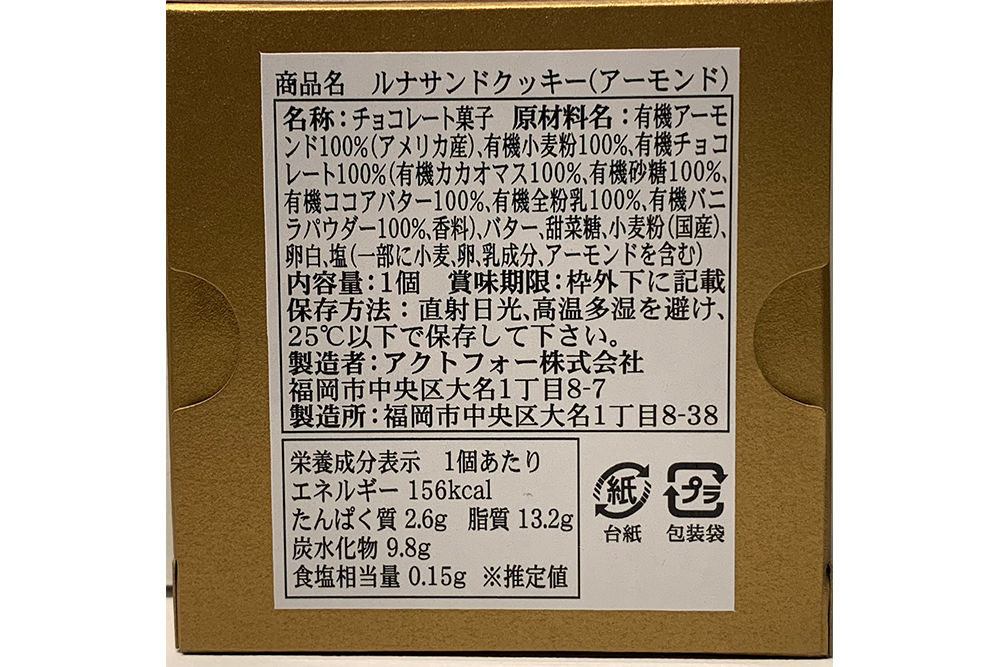 商品名 ルナサンドクッキー(アーモンド)
名称：チョコレート菓子 原材料名：有機アーモ
ンド100%(アメリカ産)、有機小麦粉100%、有機チョコ
レート100%(有機カカオマス100%、有機砂糖100%、
有機ココアバター100%、有機全粉乳100%、有機バニ
ラパウダー100%、香料)、バター、甜菜糖、小麦粉(国産)、
卵白、塩(一部に小麦、卵、乳成分、アーモンドを含む)
内容量：1個 賞味期限：枠外下に記載
保存方法：直射日光、高温多湿を避け、
25℃以下で保存して下さい。
製造者：アクトフォー株式会社
福岡市中央区大名1丁目8-7
製造所：福岡市中央区大名1丁目8-38
栄養成分表示 1個あたり
エネルギー 156kcal
たんぱく質 2.6g 脂質 13.2g
炭水化物 9.8g
食塩相当量 0.15g ※推定値
紙 プラ
台紙 包装袋